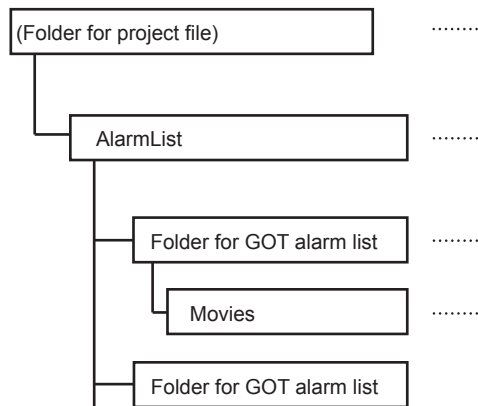 (Folder for project file)
AlarmList
Folder for GOT alarm list
Movies
Folder for GOT alarm list